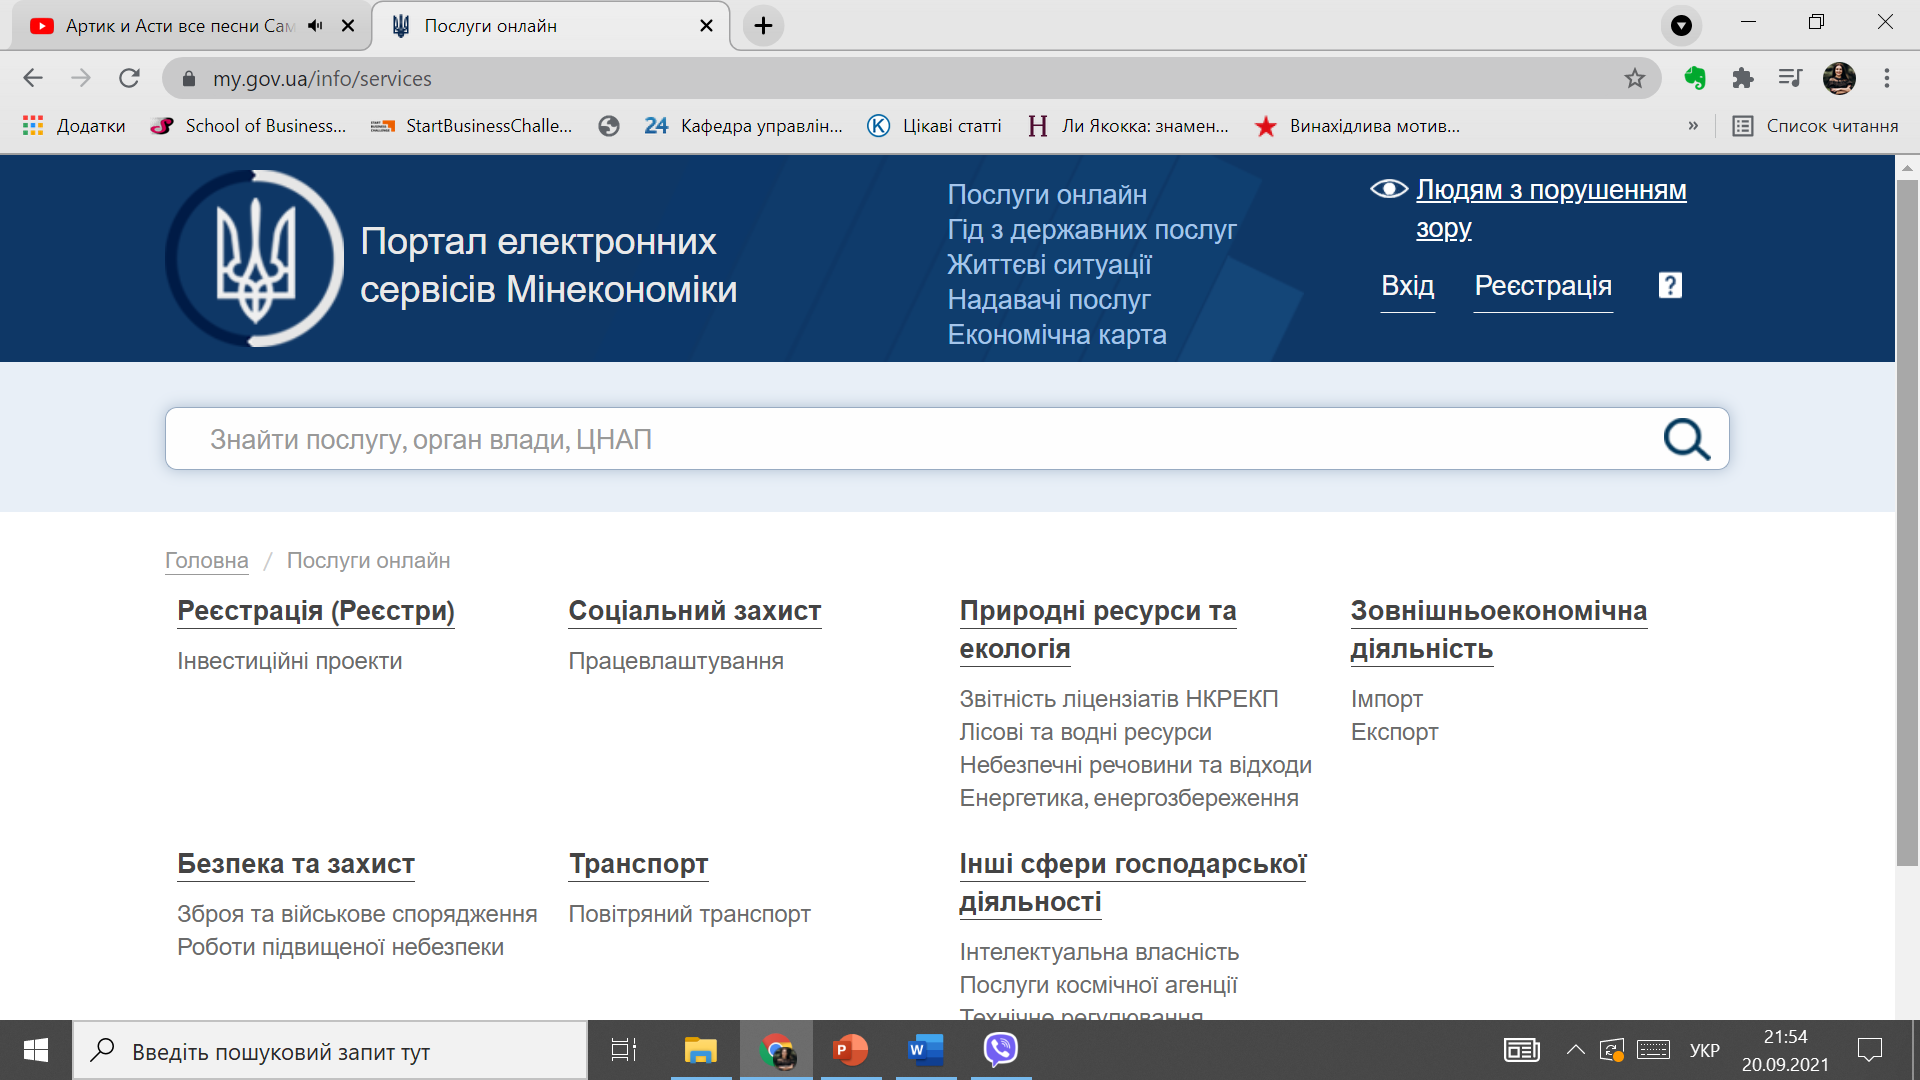 Артик и Асти все песни Сам
Послуги онлайн
my.gov.ua/info/services
Додатки
School of Business...
StartBusinessChalle...
24 Кафедра управлін...
Цікаві статті
Ли Якокка: знамен...
Винахідлива мотив...
»
Список читання
Портал електронних
сервісів Мінекономіки
Послуги онлайн
Гід з державних послуг
Життєві ситуації
Надавачі послуг
Економічна карта
Людям з порушенням
зору
Вхід
Реєстрація
?
Знайти послугу, орган влади, ЦНАП
Головна / Послуги онлайн
Реєстрація (Реєстри)
Інвестиційні проекти
Соціальний захист
Працевлаштування
Природні ресурси та
екологія
Звітність ліцензіатів НКРЕКП
Лісові та водні ресурси
Небезпечні речовини та відходи
Енергетика, енергозбереження
Зовнішньоекономічна
діяльність
Імпорт
Експорт
Безпека та захист
Зброя та військове спорядження
Роботи підвищеної небезпеки
Транспорт
Повітряний транспорт
Інші сфери господарської
діяльності
Інтелектуальна власність
Послуги космічної агенції
Технічне регулювання
Введіть пошуковий запит тут
УКР
21:54
20.09.2021